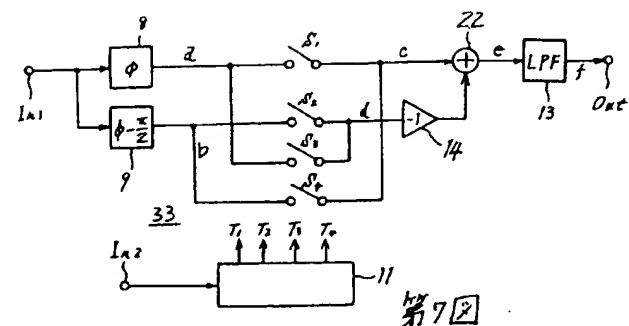 8
22
In1
φ
a
S1
c
e
LPF
f
Out
13
φ-π/2
9
b
S2
d
-1
14
S3
S4
33
T1 T2 T3 T4
In2
11
第7図